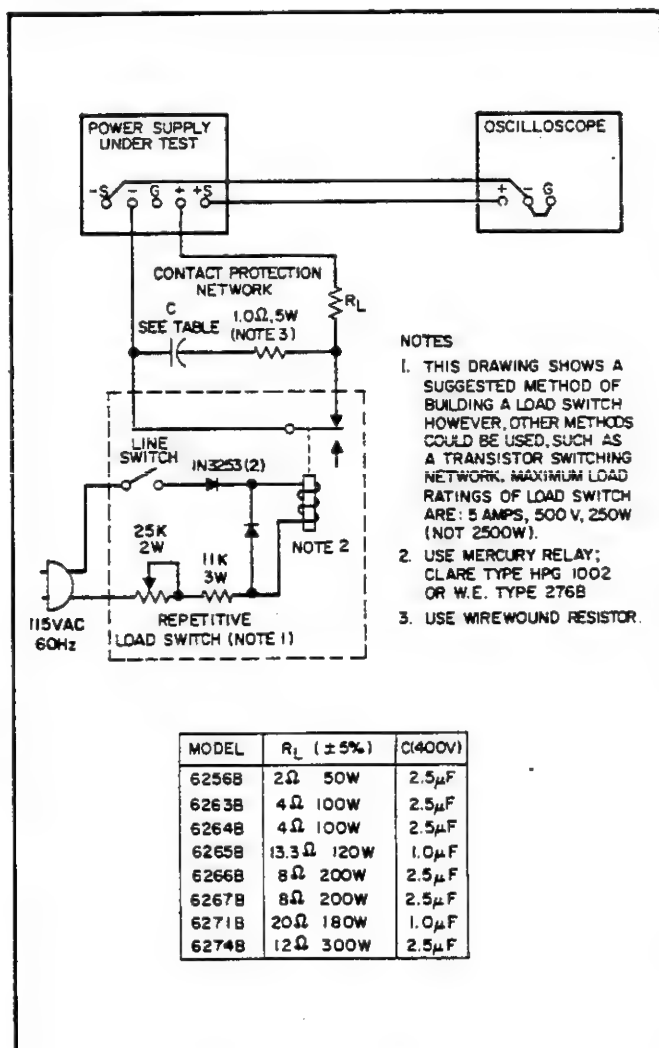 POWER SUPPLY
UNDER TEST
-S - G + +S
OSCILLOSCOPE
+ - G
CONTACT PROTECTION
NETWORK
C
SEE TABLE
1.0Ω,5W
(NOTE 3)
RL
LINE
SWITCH
IN3253(2)
NOTE 2
25K
2W
11K
3W
115VAC
60Hz
REPETITIVE
LOAD SWITCH (NOTE 1)
NOTES
1. THIS DRAWING SHOWS A
SUGGESTED METHOD OF
BUILDING A LOAD SWITCH
HOWEVER, OTHER METHODS
COULD BE USED, SUCH AS
A TRANSISTOR SWITCHING
NETWORK. MAXIMUM LOAD
RATINGS OF LOAD SWITCH
ARE: 5 AMPS, 500 V, 250W
(NOT 2500W).
2. USE MERCURY RELAY;
CLARE TYPE HPG 1002
OR W.E. TYPE 276B
3. USE WIREWOUND RESISTOR.
MODEL RL (±5%) C(400V)
6256B 2Ω 50W 2.5μF
6263B 4Ω 100W 2.5μF
6264B 4Ω 100W 2.5μF
6265B 13.3Ω 120W 1.0μF
6266B 8Ω 200W 2.5μF
6267B 8Ω 200W 2.5μF
6271B 20Ω 180W 1.0μF
6274B 12Ω 300W 2.5μF